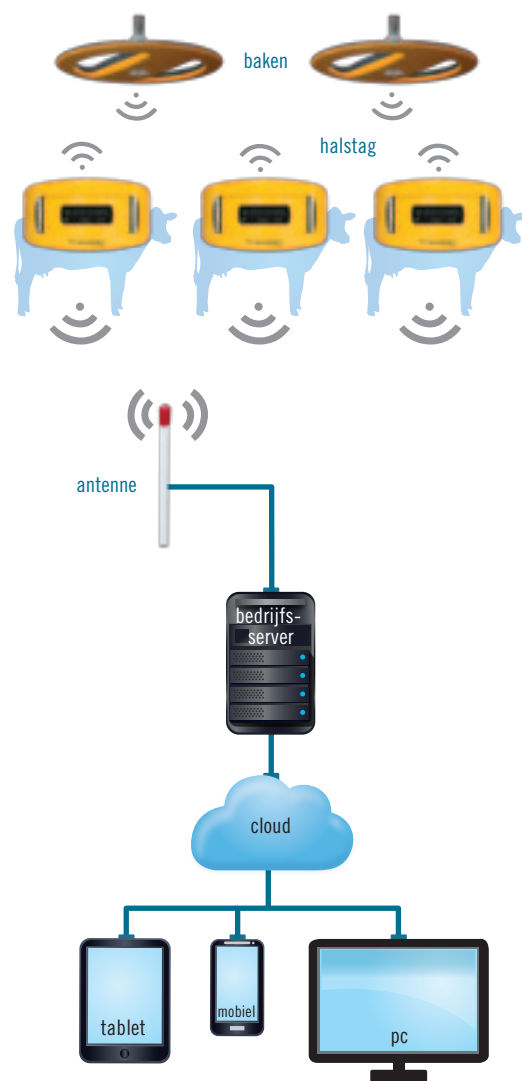 baken
halstag
antenne
bedrijfs-
server
cloud
tablet
mobiel
pc